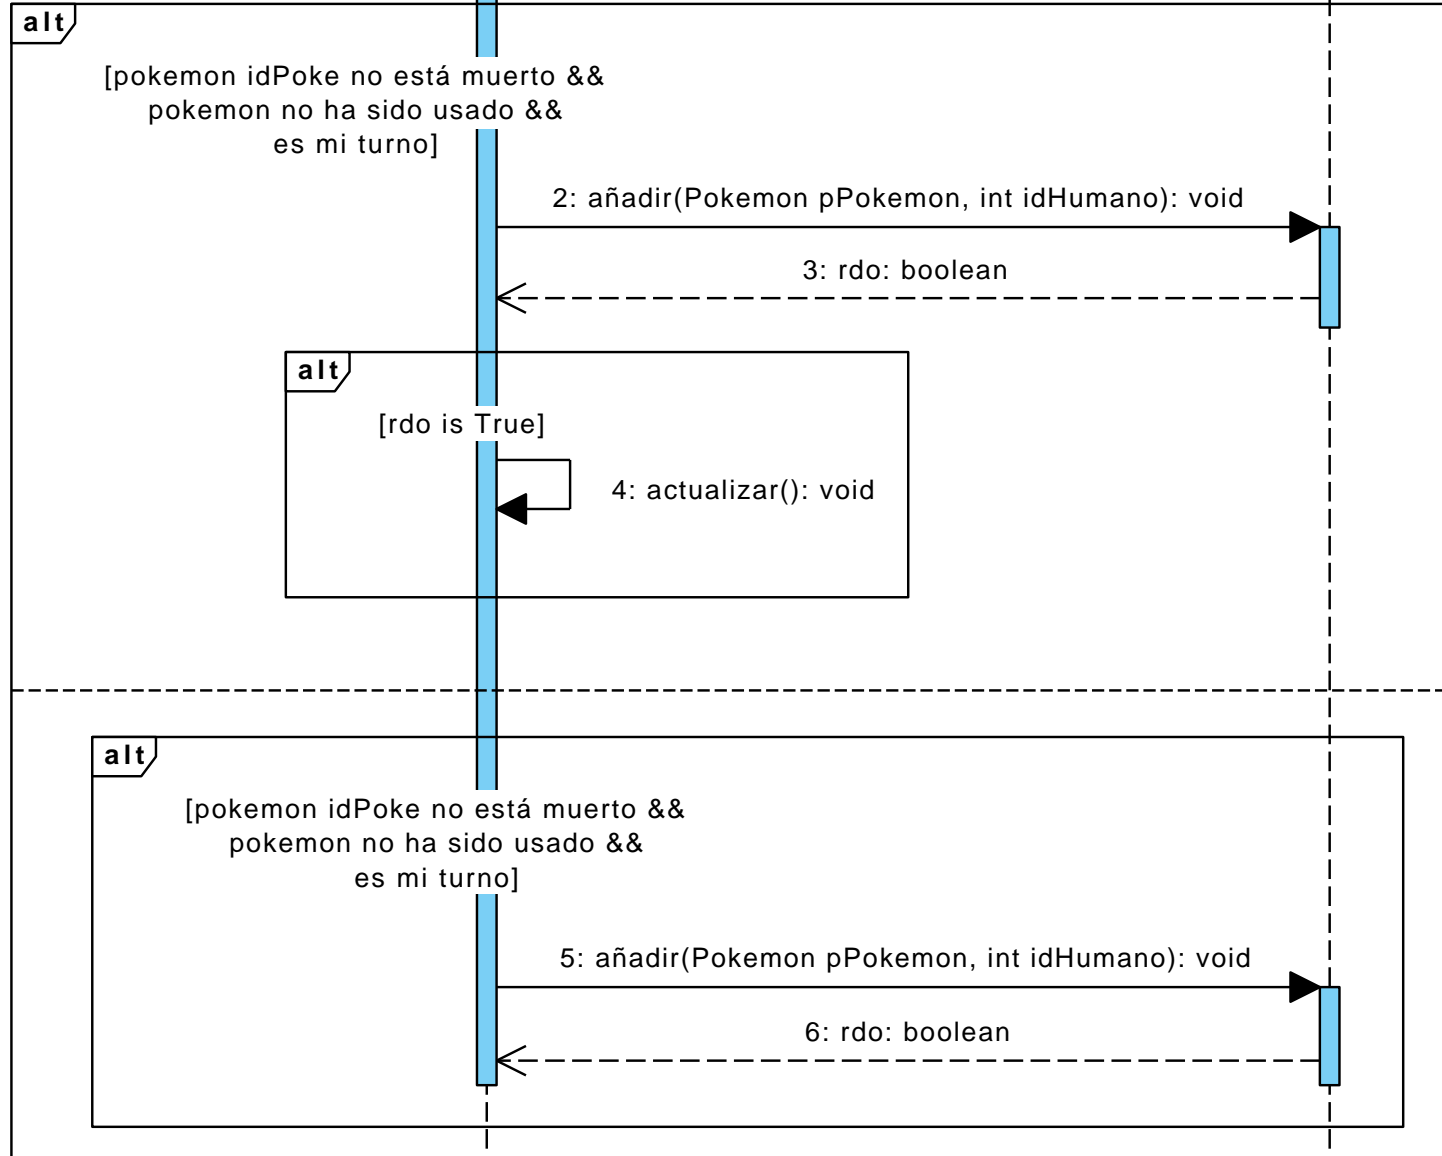 alt
[pokemon idPoke no está muerto &&
pokemon no ha sido usado &&
es mi turno]
2: añadir(Pokemon pPokemon, int idHumano): void
3: rdo: boolean
alt
[rdo is True]
4: actualizar(): void
alt
[pokemon idPoke no está muerto &&
pokemon no ha sido usado &&
es mi turno]
5: añadir(Pokemon pPokemon, int idHumano): void
6: rdo: boolean